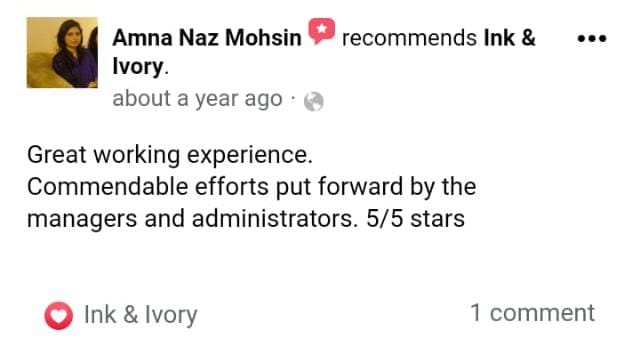 Amna Naz Mohsin recommends Ink &
Ivory.
about a year ago ·
Great working experience.
Commendable efforts put forward by the
managers and administrators. 5/5 stars
Ink & Ivory
1 comment